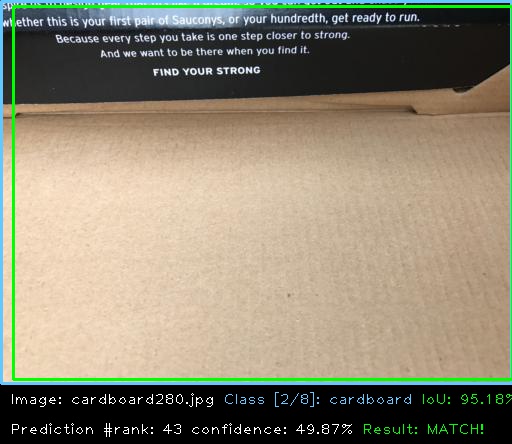 whether this is your first pair of Sauconys, or your hundredth, get ready to run.
Because every step you take is one step closer to strong.
And we want to be there when you find it.
FIND YOUR STRONG
Image: cardboard280.jpg Class [2/8]: cardboard IoU: 95.18%
Prediction #rank: 43 confidence: 49.87% Result: MATCH!